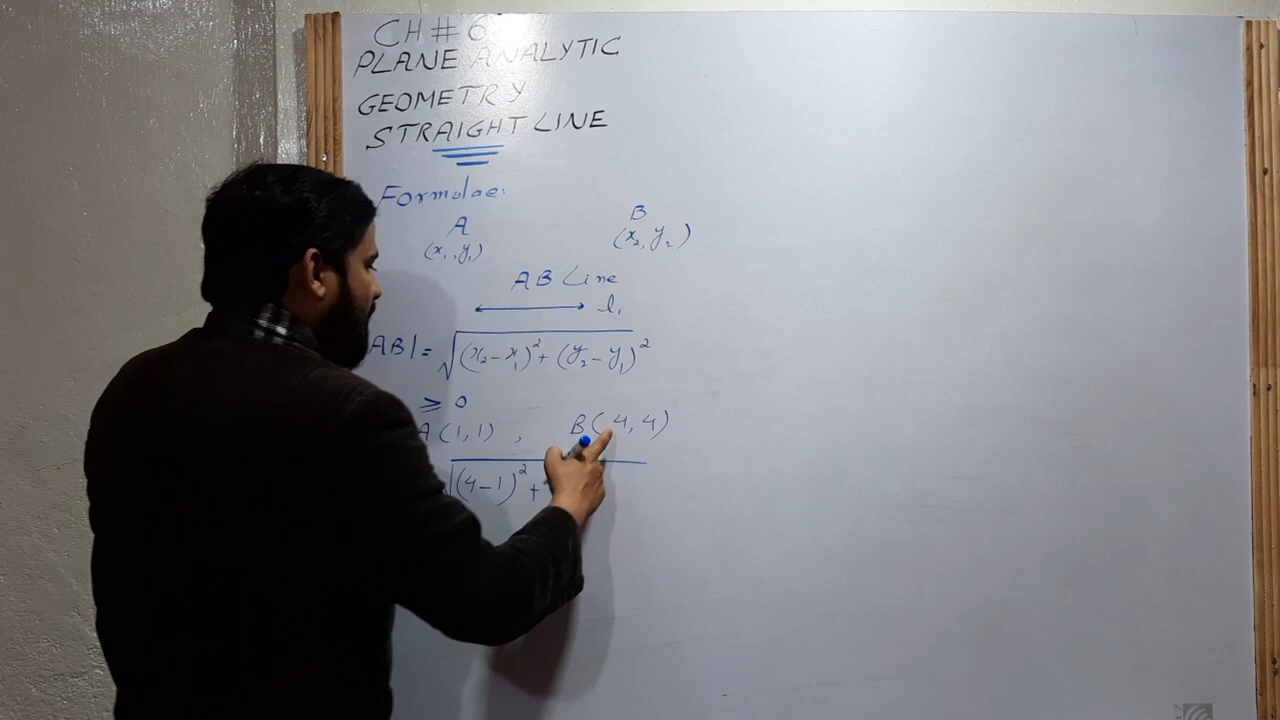 CH # 6
PLANE ANALYTIC
GEOMETRY
STRAIGHT LINE
Formulae:
A B
(x₁, y₁) (x₂, y₂)
AB Line
l₁
AB| = √(x₂ - x₁)² + (y₂ - y₁)²
≥ 0
A (1, 1) , B (4, 4)
√(4-1)² +